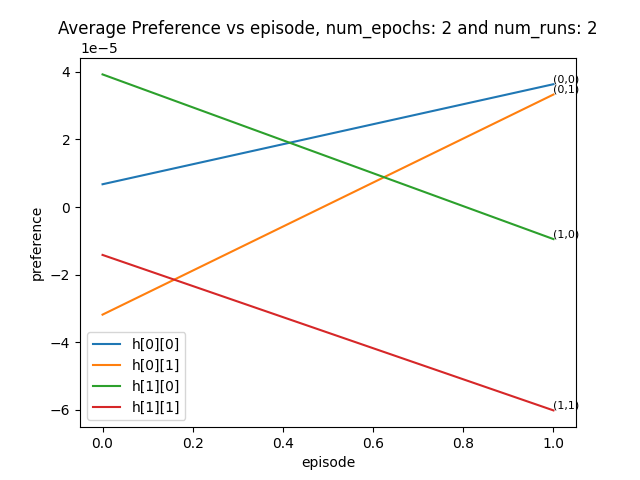 Average Preference vs episode, num_epochs: 2 and num_runs: 2
1e−5
4
2
0
−2
−4
−6
preference
(0,0)
(0,1)
(1,0)
(1,1)
h[0][0]
h[0][1]
h[1][0]
h[1][1]
0.0 0.2 0.4 0.6 0.8 1.0
episode